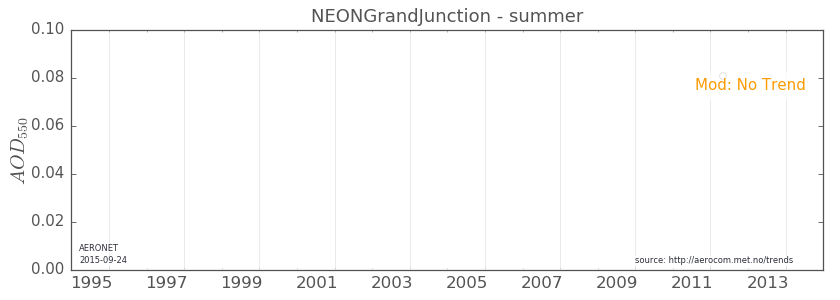 NEONGrandJunction - summer
0.10
0.08
0.06
0.04
0.02
0.00
AOD550
Mod: No Trend
AERONET
2015-09-24
source: http://aerocom.met.no/trends
1995 1997 1999 2001 2003 2005 2007 2009 2011 2013